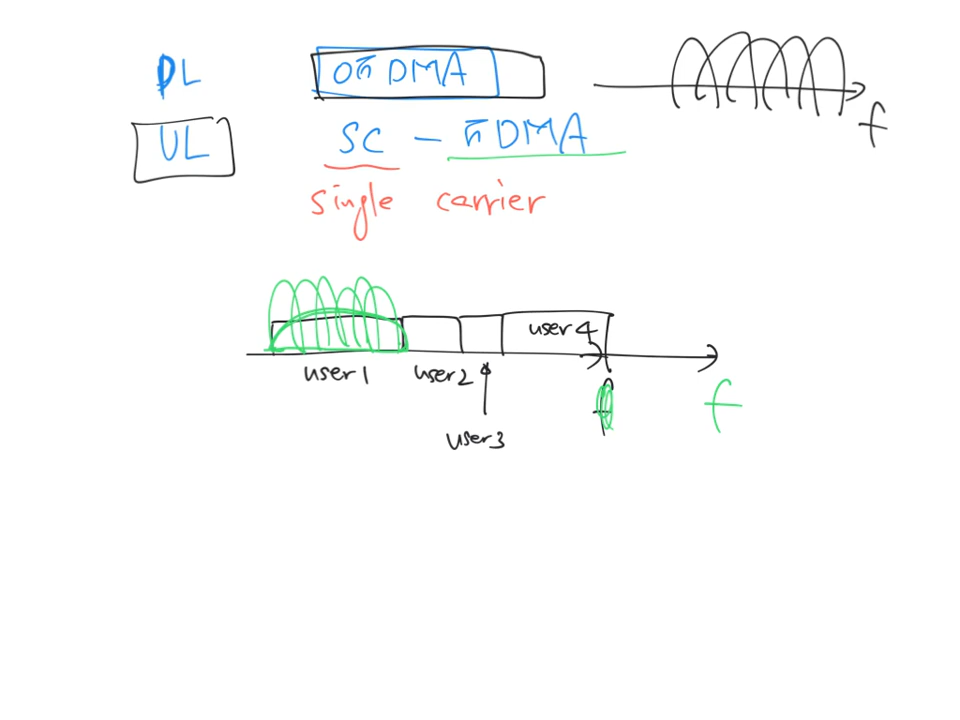 DL OFDMA
f
UL SC - FDMA
single carrier
user 4
user 1 user 2
f
user 3